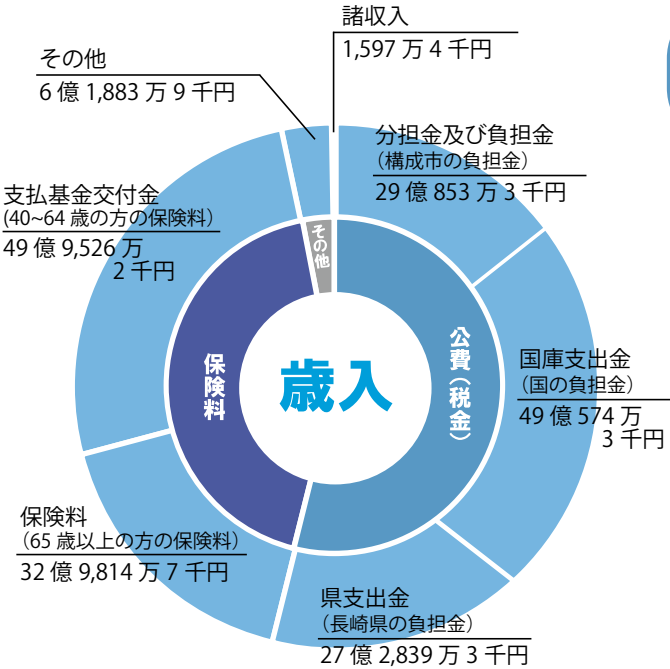 諸収入
1,597 万 4 千円
その他
6 億 1,883 万 9 千円
分担金及び負担金
（構成市の負担金）
29 億 853 万 3 千円
支払基金交付金
(40~64 歳の方の保険料)
49 億 9,526 万
2 千円
その他
公費（税金）
保険料
歳入
国庫支出金
（国の負担金）
49 億 574 万
3 千円
保険料
（65 歳以上の方の保険料）
32 億 9,814 万 7 千円
県支出金
（長崎県の負担金）
27 億 2,839 万 3 千円